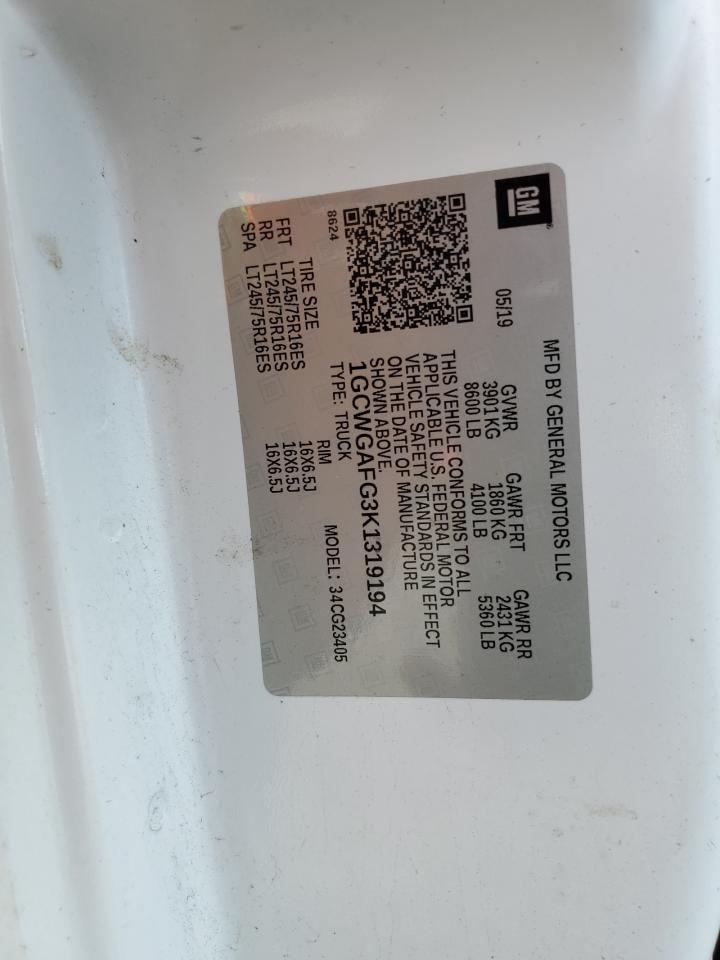 GM
MFD BY GENERAL MOTORS LLC
05/19
GVWR GAWR FRT GAWR RR
3901 KG 1860 KG 2431 KG
8600 LB 4100 LB 5360 LB
THIS VEHICLE CONFORMS TO ALL
APPLICABLE U.S. FEDERAL MOTOR
VEHICLE SAFETY STANDARDS IN EFFECT
ON THE DATE OF MANUFACTURE
SHOWN ABOVE.
1GCWGAFG3K1319194
8624
TYPE: TRUCK MODEL: 34CG23405
TIRE SIZE RIM
FRT LT245/75R16ES 16X6.5J
RR LT245/75R16ES 16X6.5J
SPA LT245/75R16ES 16X6.5J